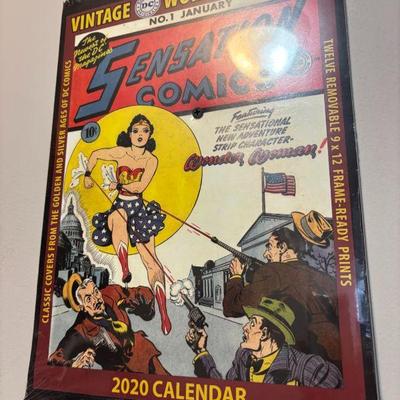 VINTAGE
DC
NO. 1 JANUARY
The Newest of
the DC
Magazines
SENSATION
COMICS
10¢
Featuring
THE SENSATIONAL
NEW ADVENTURE
STRIP CHARACTER-
Wonder Woman!
CLASSIC COVERS FROM THE GOLDEN AND SILVER AGES OF DC COMICS
TWELVE REMOVABLE 9 x 12 FRAME-READY PRINTS
2020 CALENDAR